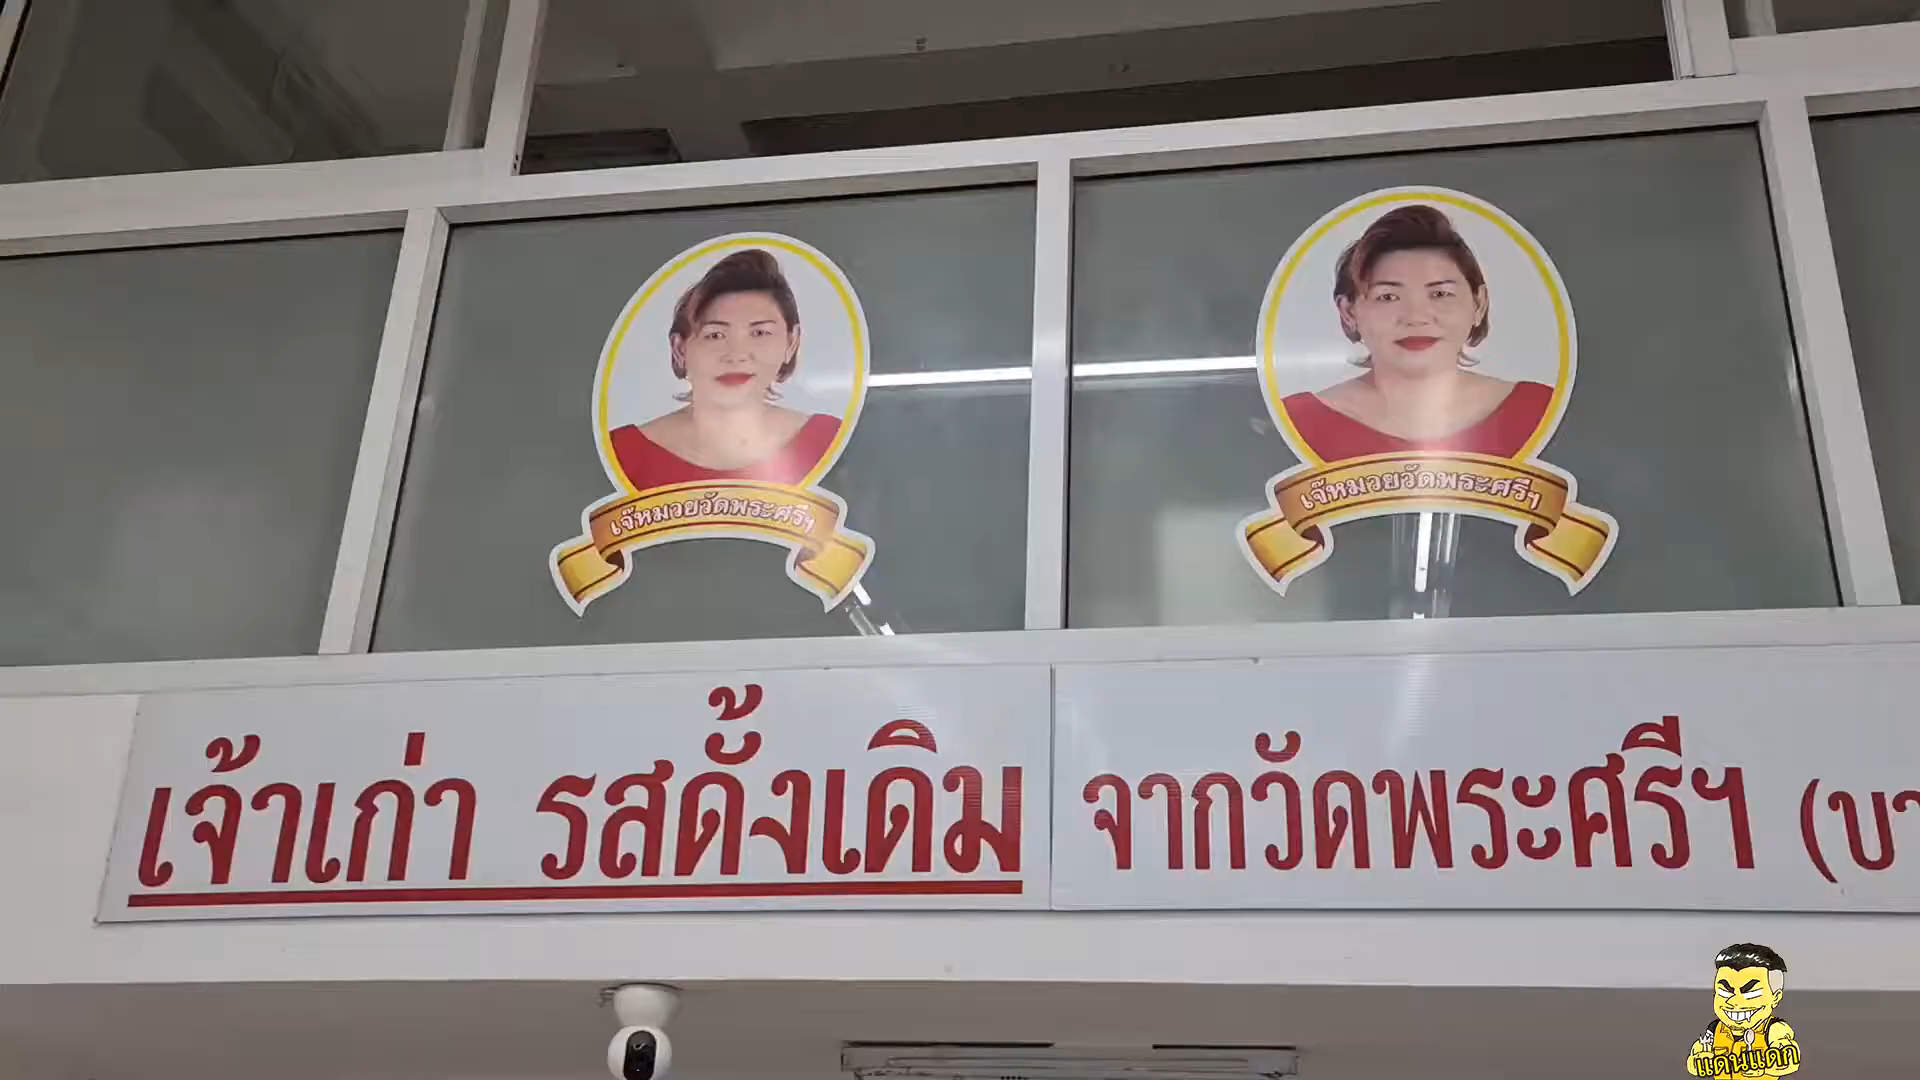 เจ๊หมวยวัดพระศรีฯ
เจ๊หมวยวัดพระศรีฯ
เจ้าเก่า รสดั้งเดิม จากวัดพระศรีฯ (บา
แดนแดก